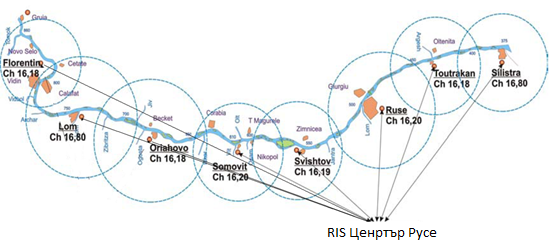 Gruia
Novo Selo
Cetate
Florentin
Ch 16,18
Vidin
Calafat
Archar
Lom
Ch 16,80
Becket
Oriahovo
Ch 16,18
Corabia
T Magurele
Nikopol
Somovit
Ch 16,20
Zimnicea
Svishtov
Ch 16,19
Giurgiu
Ruse
Ch 16,20
Oltenita
Toutrakan
Ch 16,18
Silistra
Ch 16,80
RIS Ценртър Русе